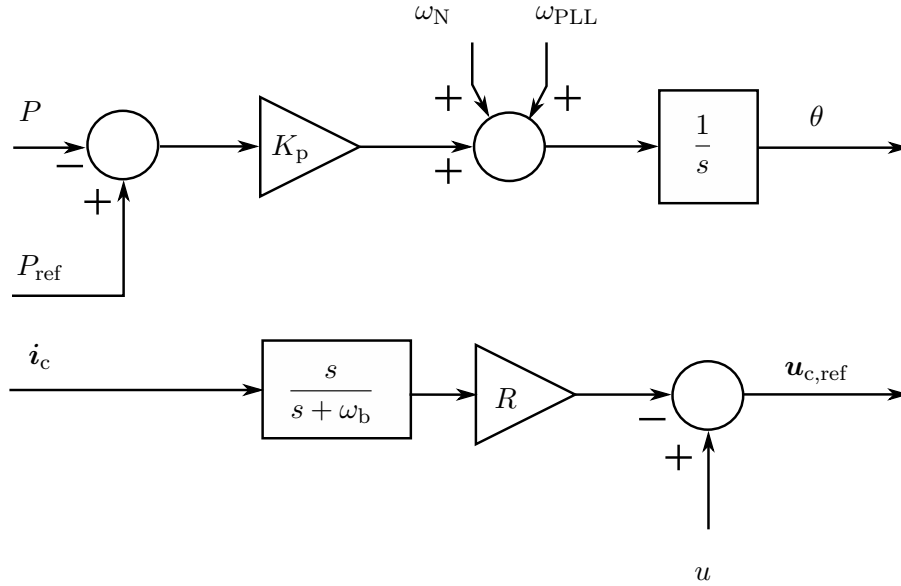 ω_N ω_PLL
P − + K_p + + + 1/s θ
P_ref
i_c s/(s + ω_b) R − + u_c,ref
u